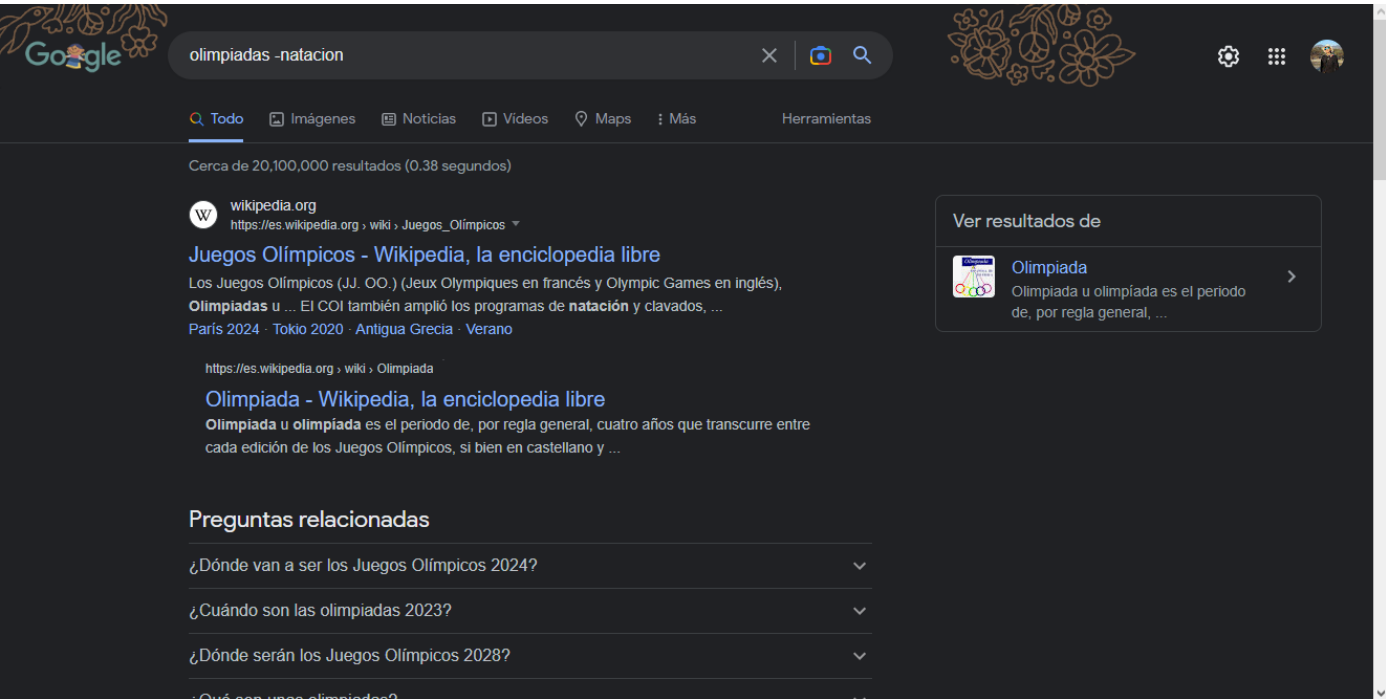 Google
olimpiadas -natacion
Todo Imágenes Noticias Videos Maps Más Herramientas
Cerca de 20,100,000 resultados (0.38 segundos)
W
wikipedia.org
https://es.wikipedia.org › wiki › Juegos_Olímpicos
Juegos Olímpicos - Wikipedia, la enciclopedia libre
Los Juegos Olímpicos (JJ. OO.) (Jeux Olympiques en francés y Olympic Games en inglés),
Olimpiadas u ... El COI también amplió los programas de natación y clavados, ...
París 2024 · Tokio 2020 · Antigua Grecia · Verano
https://es.wikipedia.org › wiki › Olimpiada
Olimpiada - Wikipedia, la enciclopedia libre
Olimpiada u olimpíada es el periodo de, por regla general, cuatro años que transcurre entre
cada edición de los Juegos Olímpicos, si bien en castellano y ...
Preguntas relacionadas
¿Dónde van a ser los Juegos Olímpicos 2024?
¿Cuándo son las olimpiadas 2023?
¿Dónde serán los Juegos Olímpicos 2028?
¿Qué son unas olimpiadas?
Ver resultados de
Olimpiada
Olimpiada u olimpíada es el periodo
de, por regla general, ...